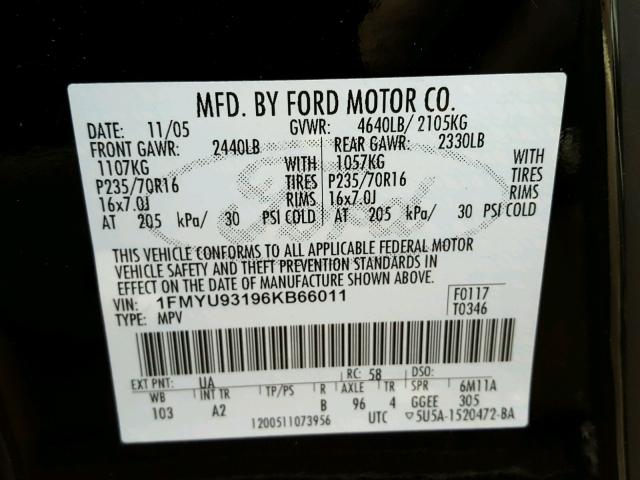 MFD. BY FORD MOTOR CO.
DATE: 11/05 GVWR: 4640LB/ 2105KG
FRONT GAWR: 2440LB REAR GAWR: 2330LB
1107KG WITH 1057KG WITH
P235/70R16 TIRES P235/70R16 TIRES
16x7.0J RIMS 16x7.0J RIMS
AT 205 kPa/ 30 PSI COLD AT 205 kPa/ 30 PSI COLD
Ford
THIS VEHICLE CONFORMS TO ALL APPLICABLE FEDERAL MOTOR
VEHICLE SAFETY AND THEFT PREVENTION STANDARDS IN
EFFECT ON THE DATE OF MANUFACTURE SHOWN ABOVE.
VIN: 1FMYU93196KB66011 F0117
TYPE: MPV T0346
EXT PNT: UA RC: 58 DSO:
WB INT TR TP/PS R AXLE TR SPR 6M11A
103 A2 B 96 4 GGEE 305
1200511073956 UTC ▽5U5A-1520472-BA